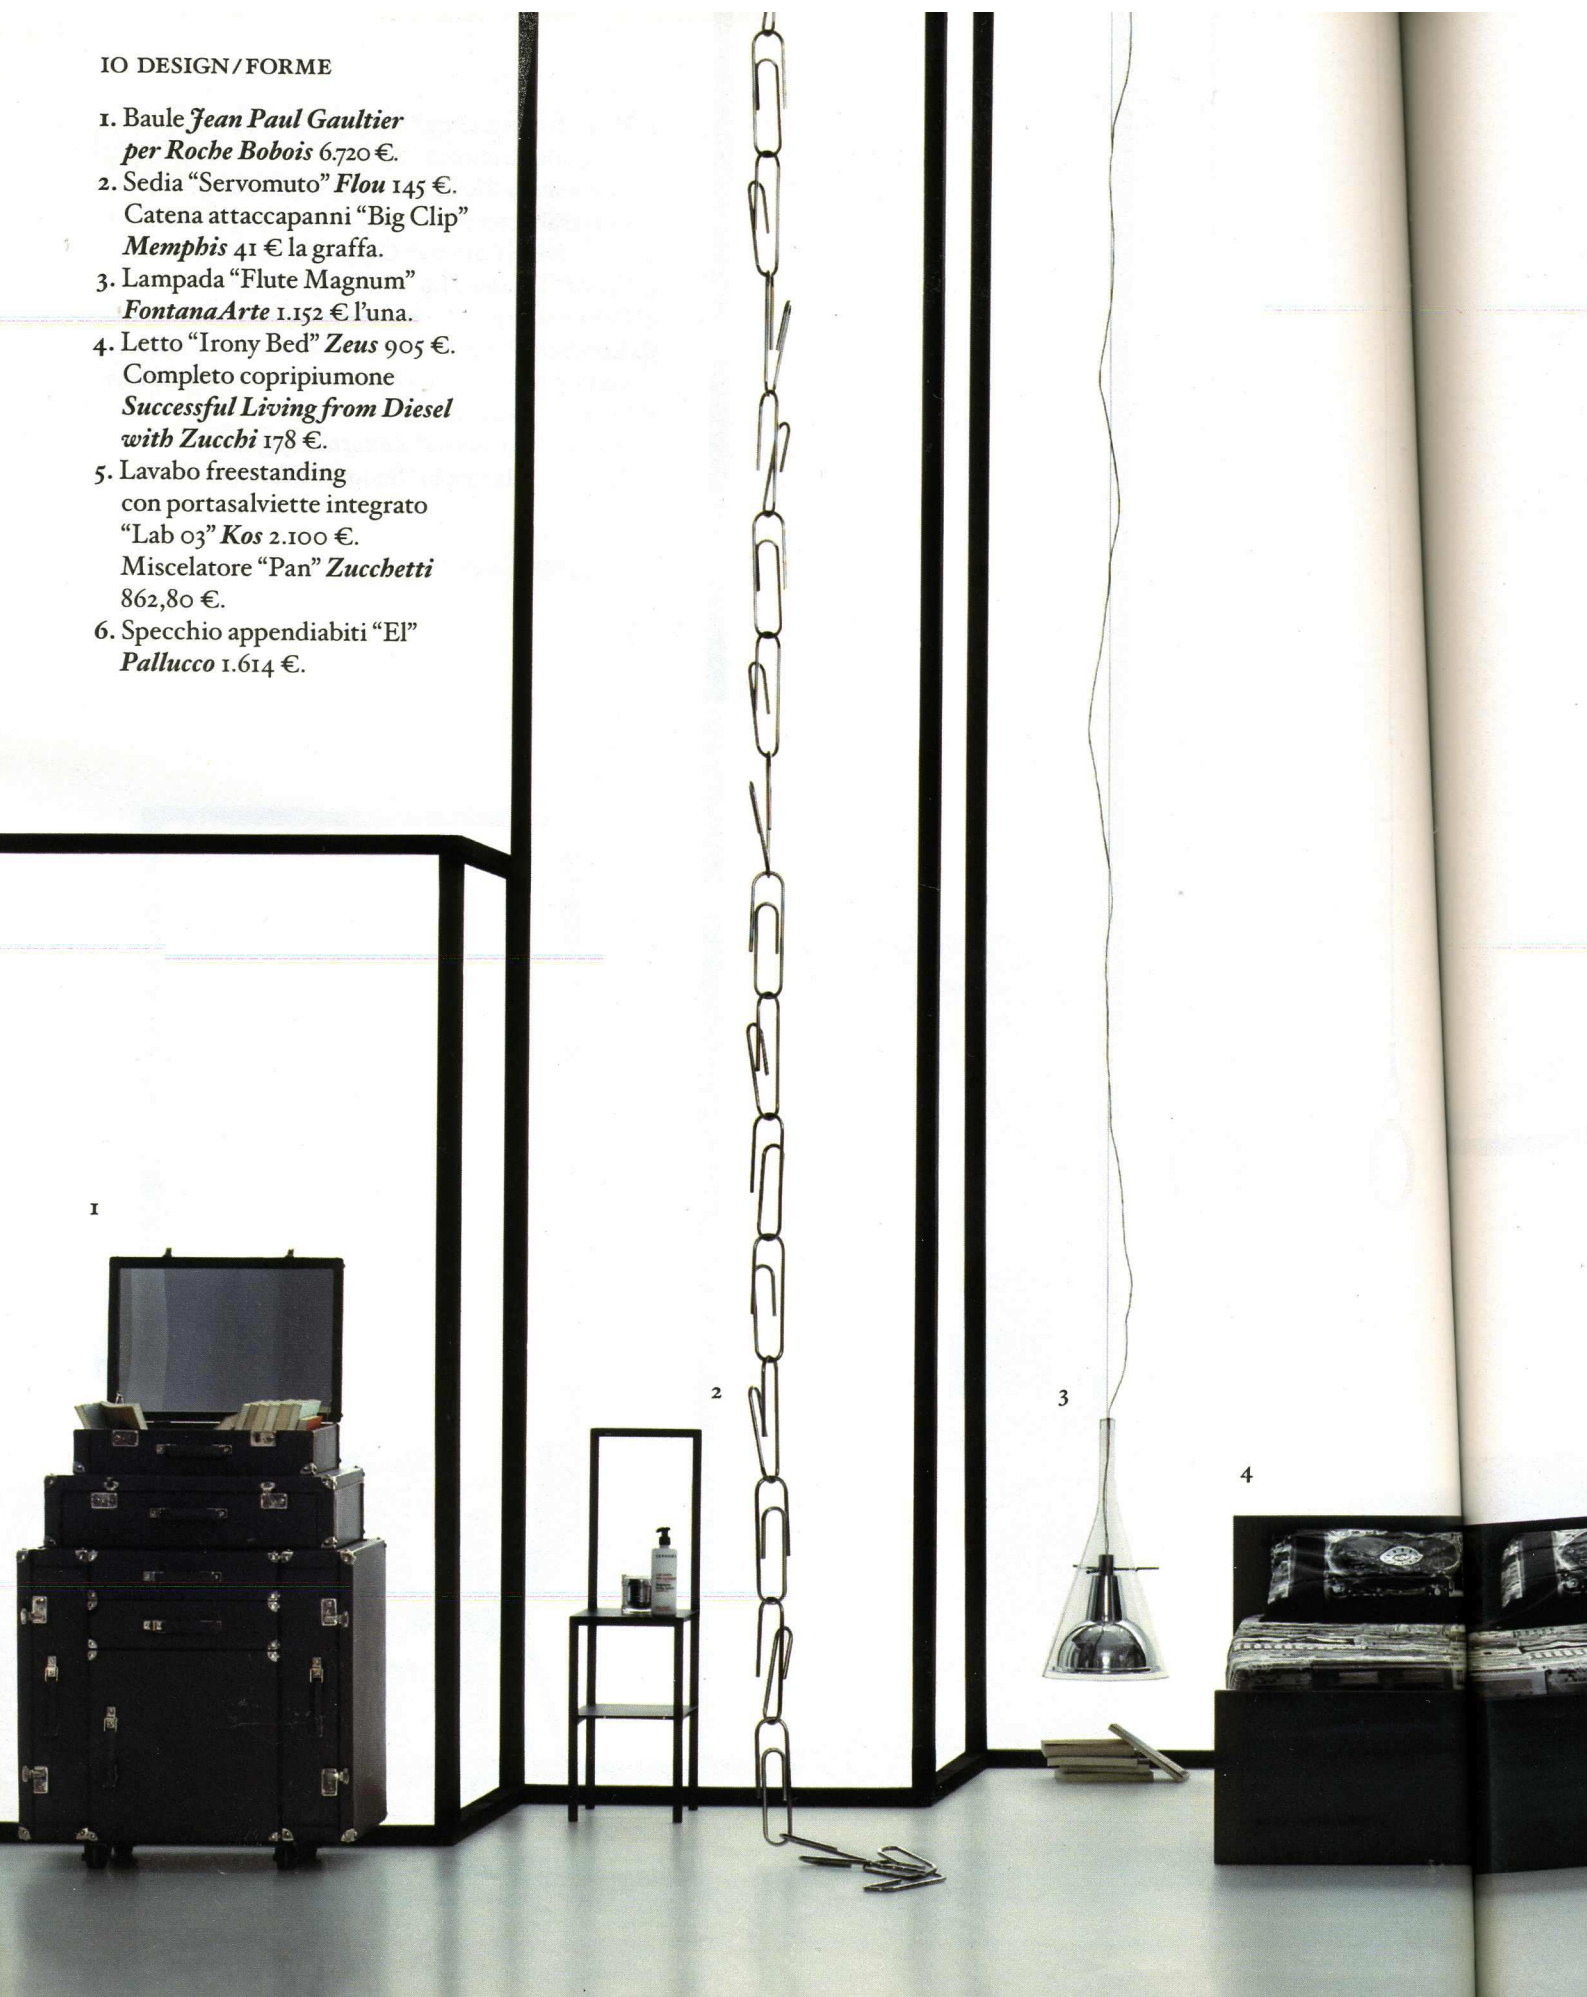 IO DESIGN/FORME
1. Baule Jean Paul Gaultier
per Roche Bobois 6.720 €.
2. Sedia “Servomuto” Flou 145 €.
Catena attaccapanni “Big Clip”
Memphis 41 € la graffa.
3. Lampada “Flute Magnum”
FontanaArte 1.152 € l’una.
4. Letto “Irony Bed” Zeus 905 €.
Completo copripiumone
Successful Living from Diesel
with Zucchi 178 €.
5. Lavabo freestanding
con portasalviette integrato
“Lab 03” Kos 2.100 €.
Miscelatore “Pan” Zucchetti
862,80 €.
6. Specchio appendiabiti “El”
Pallucco 1.614 €.
1
2
3
4